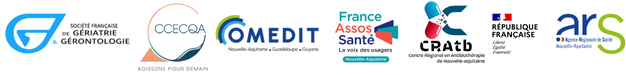 SOCIÉTÉ FRANÇAISE
DE GÉRIATRIE
& GÉRONTOLOGIE
CCECQA
AGISSONS POUR DEMAIN
OMEDIT
Nouvelle-Aquitaine • Guadeloupe • Guyane
France
Assos
Santé
La voix des usagers
Nouvelle-Aquitaine
CRAtb
Centre Régional en Antibiothérapie
de Nouvelle-Aquitaine
RÉPUBLIQUE
FRANÇAISE
Liberté
Égalité
Fraternité
ars
Agence Régionale de Santé
Nouvelle-Aquitaine